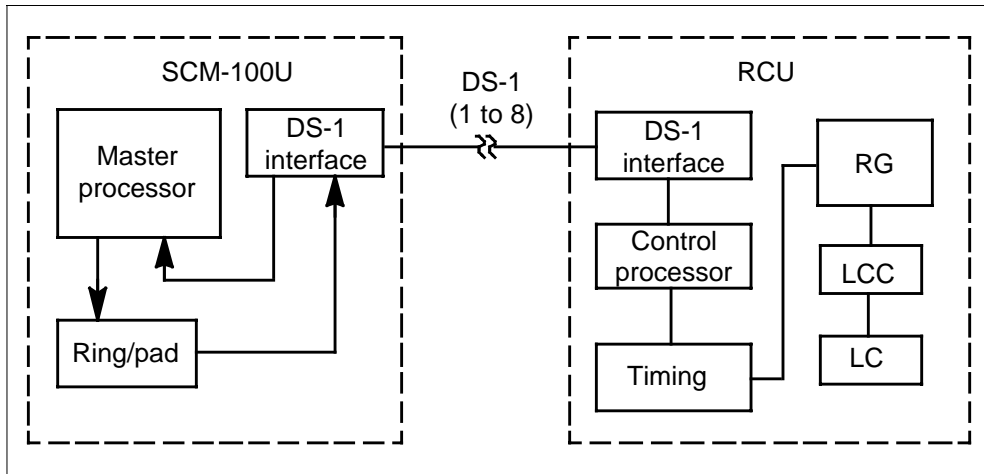 SCM-100U
Master
processor
DS-1
interface
Ring/pad
DS-1
(1 to 8)
RCU
DS-1
interface
Control
processor
Timing
RG
LCC
LC